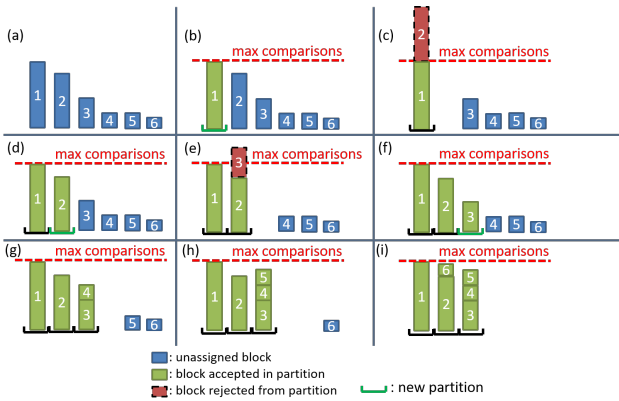 (a)
1 2 3 4 5 6
(b)
max comparisons
1 2 3 4 5 6
(c)
2
max comparisons
1 3 4 5 6
(d)
max comparisons
1 2 3 4 5 6
(e)
max comparisons
3
1 2 4 5 6
(f)
max comparisons
1 2 3 4 5 6
(g)
max comparisons
4
1 2 3 5 6
(h)
max comparisons
5
4
1 2 3 6
(i)
max comparisons
6 5
4
1 2 3
: unassigned block
: block accepted in partition
: block rejected from partition
: new partition